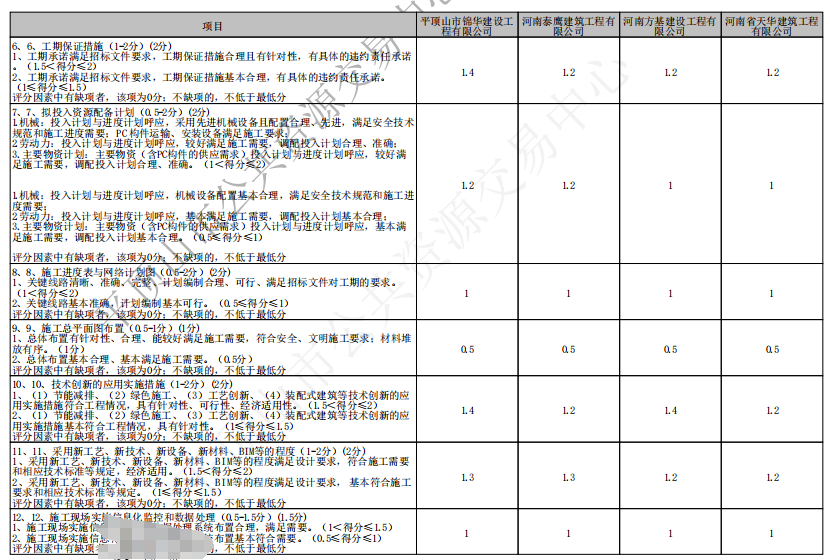 项目
平顶山市锦华建设工程有限公司
河南泰鹰建筑工程有限公司
河南方基建设工程有限公司
河南省天华建筑工程有限公司
6、6、工期保证措施（1-2分）(2分)
1、工期承诺满足招标文件要求，工期保证措施合理且有针对性，有具体的违约责任承诺
。（1.5＜得分≤2）
2、工期承诺满足招标文件要求，工期保证措施基本合理，有具体的违约责任承诺。
（1≤得分≤1.5）
评分因素中有缺项者，该项为0分；不缺项的，不低于最低分
1.4
1.2
1.2
1.2
7、7、拟投入资源配备计划（0.5-2分）(2分)
1机械：投入计划与进度计划呼应，采用先进机械设备且配置合理、先进，满足安全技术
规范和施工进度需要；PC构件运输、安装设备满足施工要求；
2劳动力：投入计划与进度计划呼应，较好满足施工需要，调配投入计划合理、准确；
3.主要物资计划：主要物资（含PC构件的供应需求）投入计划与进度计划呼应，较好满
足施工需要，调配投入计划合理、准确。（1＜得分≤2）
1机械：投入计划与进度计划呼应，机械设备配置基本合理，满足安全技术规范和施工进
度需要；
2劳动力：投入计划与进度计划呼应，基本满足施工需要，调配投入计划基本合理；
3.主要物资计划：主要物资（含PC构件的供应需求）投入计划与进度计划呼应，基本满
足施工需要，调配投入计划基本合理。（0.5≤得分≤1）
评分因素中有缺项者，该项为0分；不缺项的，不低于最低分
1.2
1.2
1
1
8、8、施工进度表与网络计划图（0.5-2分）(2分)
1、关键线路清晰、准确、完整，计划编制合理、可行、满足招标文件对工期的要求。
（1＜得分≤2）
2、关键线路基本准确，计划编制基本可行。（0.5≤得分≤1）
评分因素中有缺项者，该项为0分；不缺项的，不低于最低分
1
1
1
1
9、9、施工总平面图布置（0.5-1分）(1分)
1、总体布置有针对性、合理、能较好满足施工需要，符合安全、文明施工要求；材料堆
放有序。（1分）
2、总体布置基本合理、基本满足施工需要。（0.5分）
0.5
0.5
0.5
0.5
10、10、技术创新的应用实施措施（1-2分）(2分)
1、（1）节能减排、（2）绿色施工、（3）工艺创新、（4）装配式建筑等技术创新的应
用实施措施符合工程情况，具有针对性、可行性、经济适用性。（1.5＜得分≤2）
2、（1）节能减排、（2）绿色施工、（3）工艺创新、（4）装配式建筑等技术创新的应
用实施措施基本符合工程情况，具有针对性。（1≤得分≤1.5）
评分因素中有缺项者，该项为0分；不缺项的，不低于最低分
1.4
1.2
1.4
1.2
11、11、采用新工艺、新技术、新设备、新材料、BIM等的程度（1-2分）(2分)
1、采用新工艺、新技术、新设备、新材料、BIM等的程度满足设计要求，符合施工需要
和相应技术标准等规定，经济适用。（1.5＜得分≤2）
2、采用新工艺、新技术、新设备、新材料、BIM等的程度满足设计要求， 基本符合施工
要求和相应技术标准等规定。（1≤得分≤1.5）
评分因素中有缺项者，该项为0分；不缺项的，不低于最低分
1.3
1.3
1.2
1.2
12、12、施工现场实施信息化监控和数据处理（0.5-1.5分）(1.5分)
1、施工现场实施信 据处理系统布置合理，满足需要。（1＜得分≤1.5）
2、施工现场实施信息 统布置基本符合需要。（0.5≤得分≤1）
评分因素中有缺项者 不缺项的，不低于最低分
1
1
1
1
平顶山市公共资源交易中心